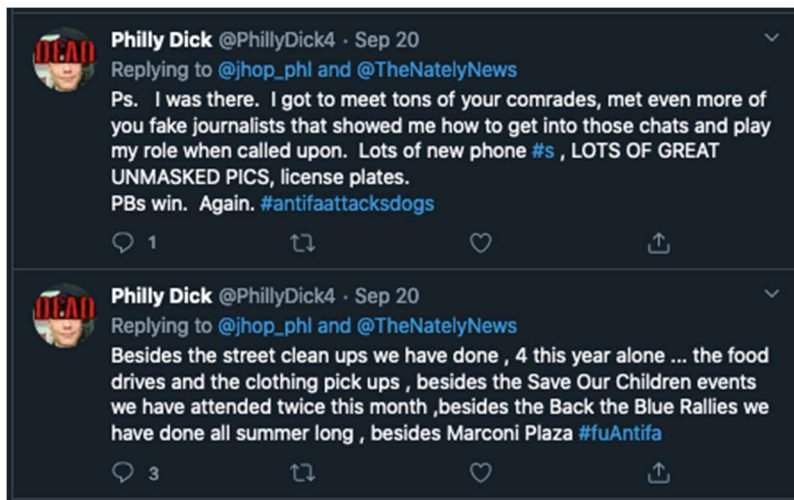 DEAD
Philly Dick @PhillyDick4 · Sep 20
Replying to @jhop_phl and @TheNatelyNews
Ps. I was there. I got to meet tons of your comrades, met even more of
you fake journalists that showed me how to get into those chats and play
my role when called upon. Lots of new phone #s , LOTS OF GREAT
UNMASKED PICS, license plates.
PBs win. Again. #antifaattacksdogs
1
DEAD
Philly Dick @PhillyDick4 · Sep 20
Replying to @jhop_phl and @TheNatelyNews
Besides the street clean ups we have done , 4 this year alone ... the food
drives and the clothing pick ups , besides the Save Our Children events
we have attended twice this month ,besides the Back the Blue Rallies we
have done all summer long , besides Marconi Plaza #fuAntifa
3